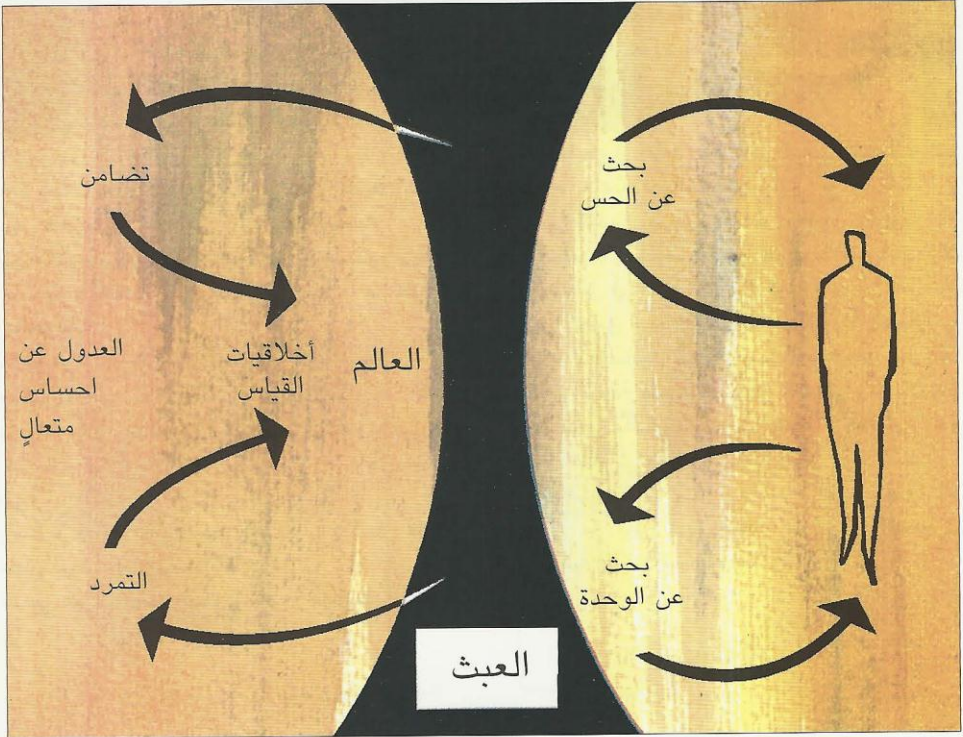 بحث
عن الحس
بحث
عن الوحدة
العالم
أخلاقيات
القياس
تضامن
العدول عن
احساس
متعالٍ
التمرد
العبث